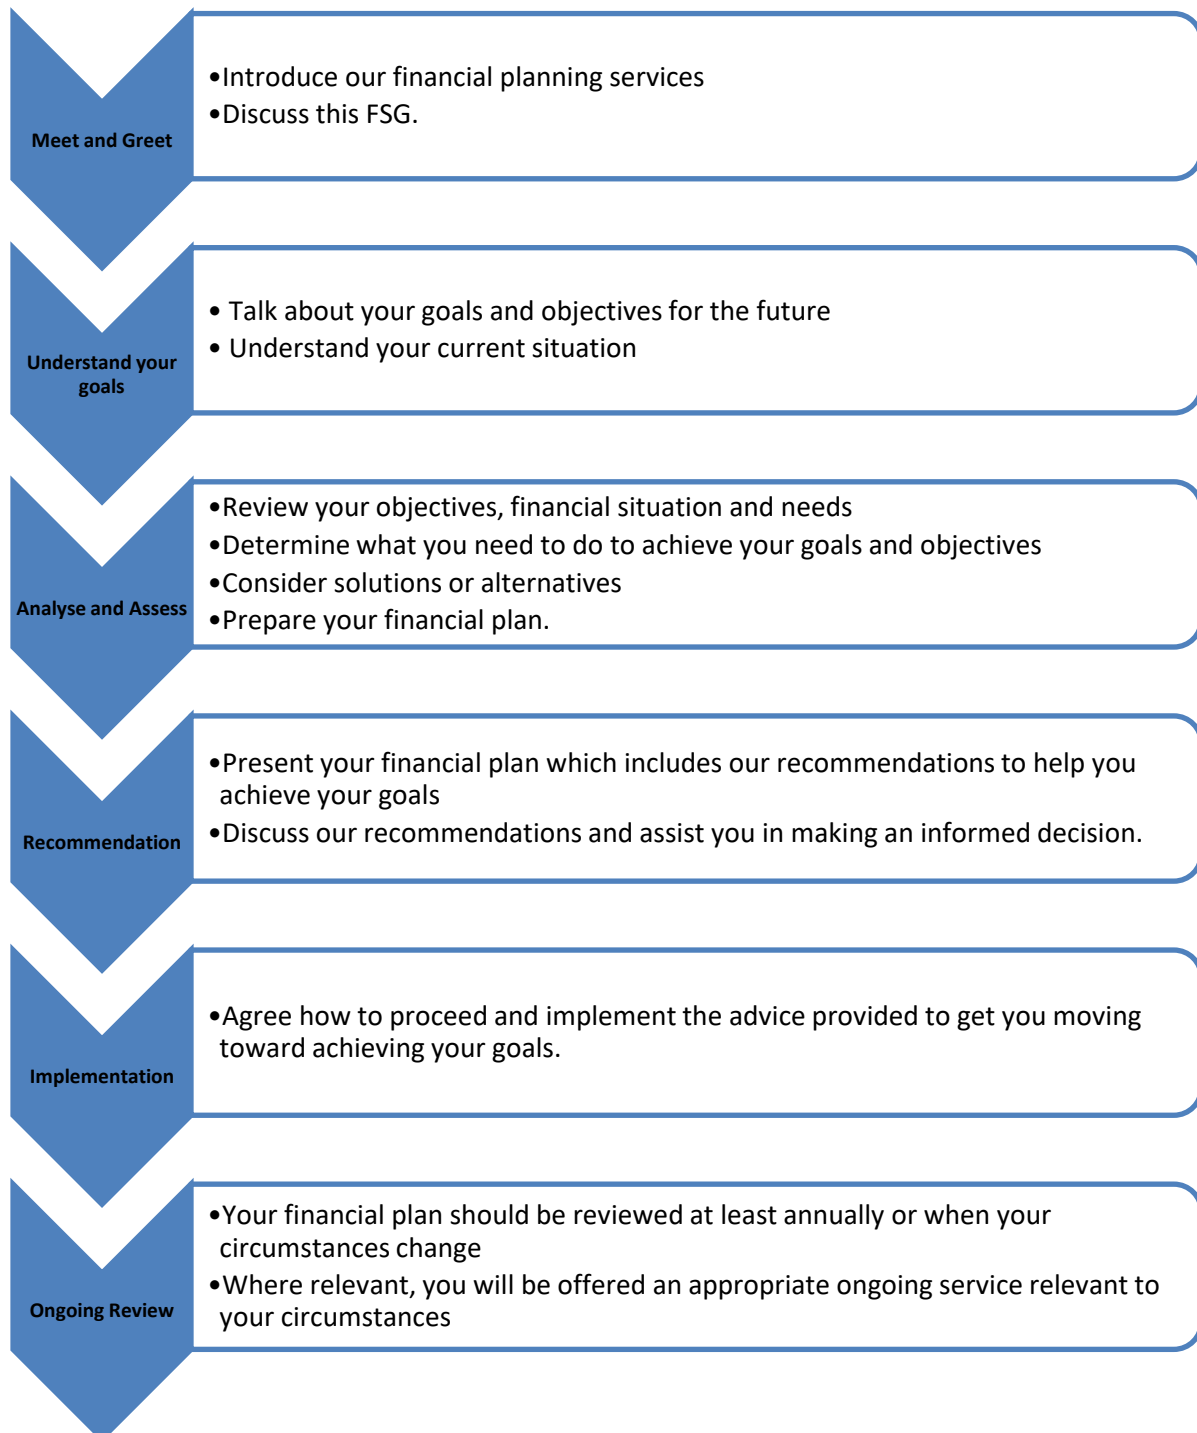 Meet and Greet
•Introduce our financial planning services
•Discuss this FSG.
Understand your
goals
• Talk about your goals and objectives for the future
• Understand your current situation
Analyse and Assess
•Review your objectives, financial situation and needs
•Determine what you need to do to achieve your goals and objectives
•Consider solutions or alternatives
•Prepare your financial plan.
Recommendation
•Present your financial plan which includes our recommendations to help you
achieve your goals
•Discuss our recommendations and assist you in making an informed decision.
Implementation
•Agree how to proceed and implement the advice provided to get you moving
toward achieving your goals.
Ongoing Review
•Your financial plan should be reviewed at least annually or when your
circumstances change
•Where relevant, you will be offered an appropriate ongoing service relevant to
your circumstances